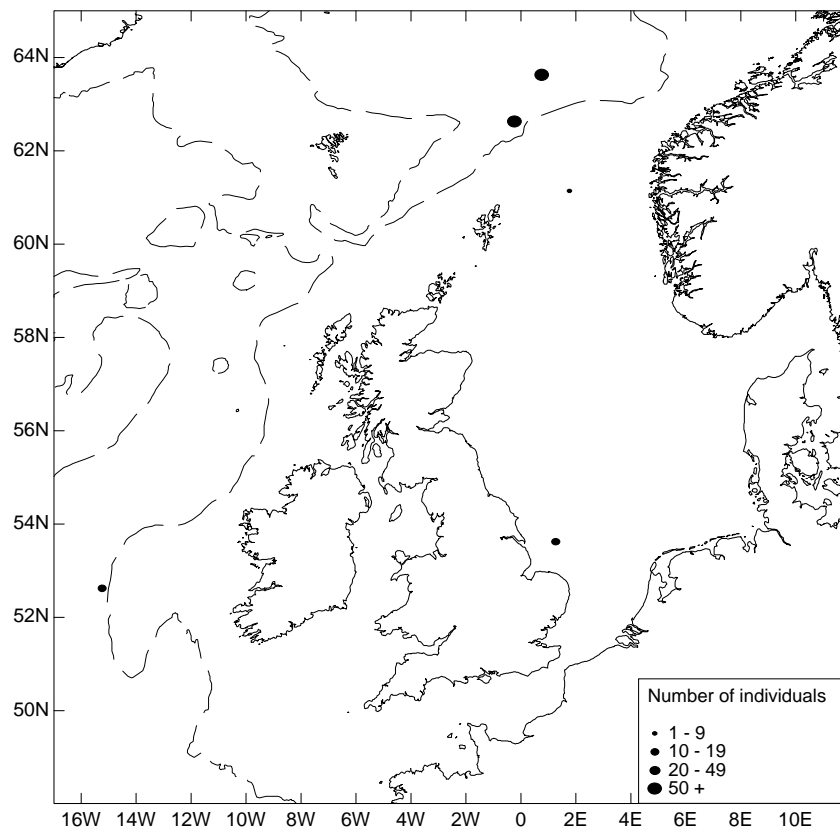 64N
62N
60N
58N
56N
54N
52N
50N
16W 14W 12W 10W 8W 6W 4W 2W 0 2E 4E 6E 8E 10E
Number of individuals
1 - 9
10 - 19
20 - 49
50 +